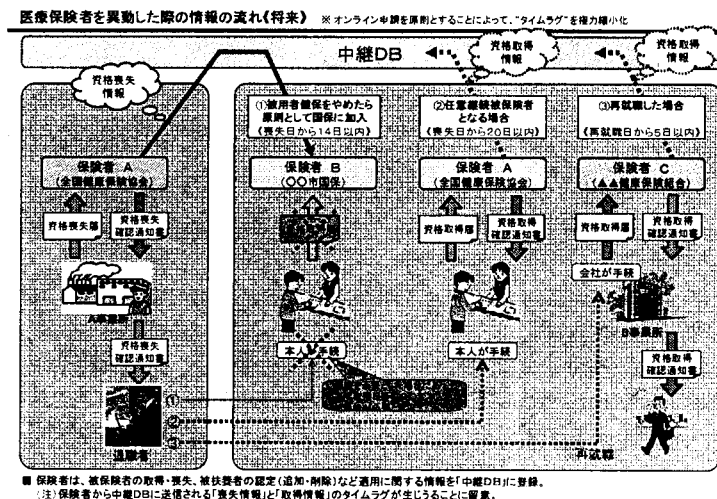 医療保険者を異動した際の情報の流れ《将来》 ※オンライン申請を原則とすることによって、“タイムラグ”を極力縮小化
中継DB
資格取得
情報
資格取得
情報
資格喪失
情報
①被用者健保をやめたら
原則として国保に加入
（喪失日から14日以内）
②任意継続被保険者
となる場合
（喪失日から20日以内）
③再就職した場合
（再就職日から5日以内）
保険者 A
（全国健康保険協会）
保険者 B
（○○市国保）
保険者 A
（全国健康保険協会）
保険者 C
（▲▲健康保険組合）
資格喪失届
資格喪失
確認通知書
資格取得届
資格取得
確認通知書
資格取得届
資格取得
確認通知書
会社が手続
A事業所
B事業所
資格喪失
確認通知書
本人が手続
本人が手続
資格取得
確認通知書
①
②
③
退職者
再就職
■ 保険者は、被保険者の取得・喪失、被扶養者の認定（追加・削除）など適用に関する情報を「中継DB」に登録。
（注）保険者から中継DBに送信される「喪失情報」と「取得情報」のタイムラグが生じうることに留意。